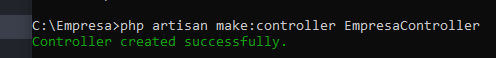 C:\Empresa>php artisan make:controller EmpresaController
Controller created successfully.